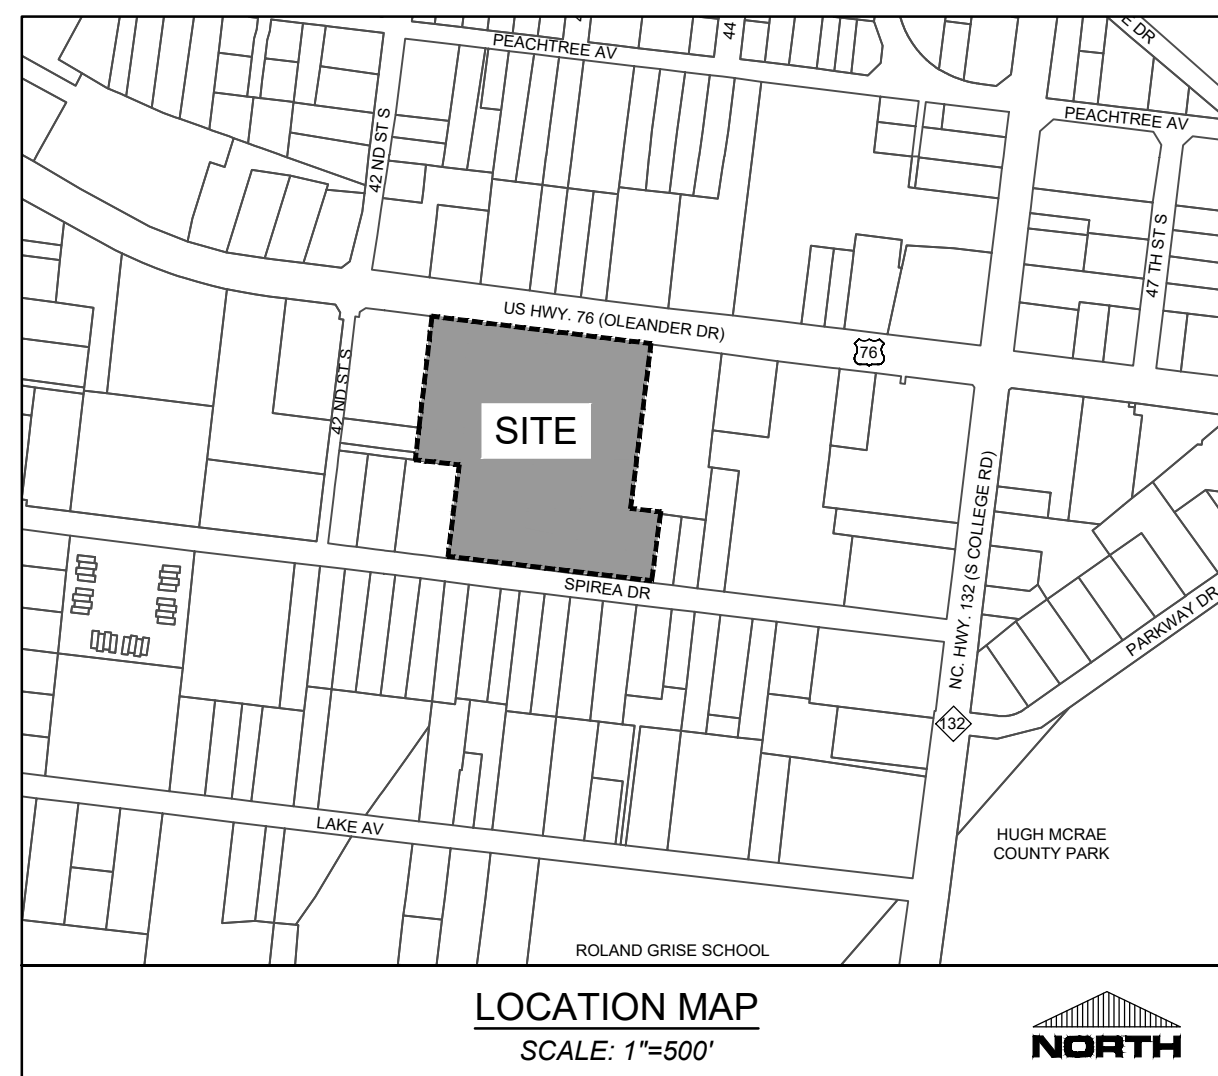 PEACHTREE AV
44
E DR
PEACHTREE AV
42 ND ST S
47 TH ST S
US HWY. 76 (OLEANDER DR)
76
42 ND ST S
SITE
NC. HWY. 132 (S COLLEGE RD)
SPIREA DR
PARKWAY DR
132
LAKE AV
HUGH MCRAE
COUNTY PARK
ROLAND GRISE SCHOOL
LOCATION MAP
SCALE: 1"=500'
NORTH